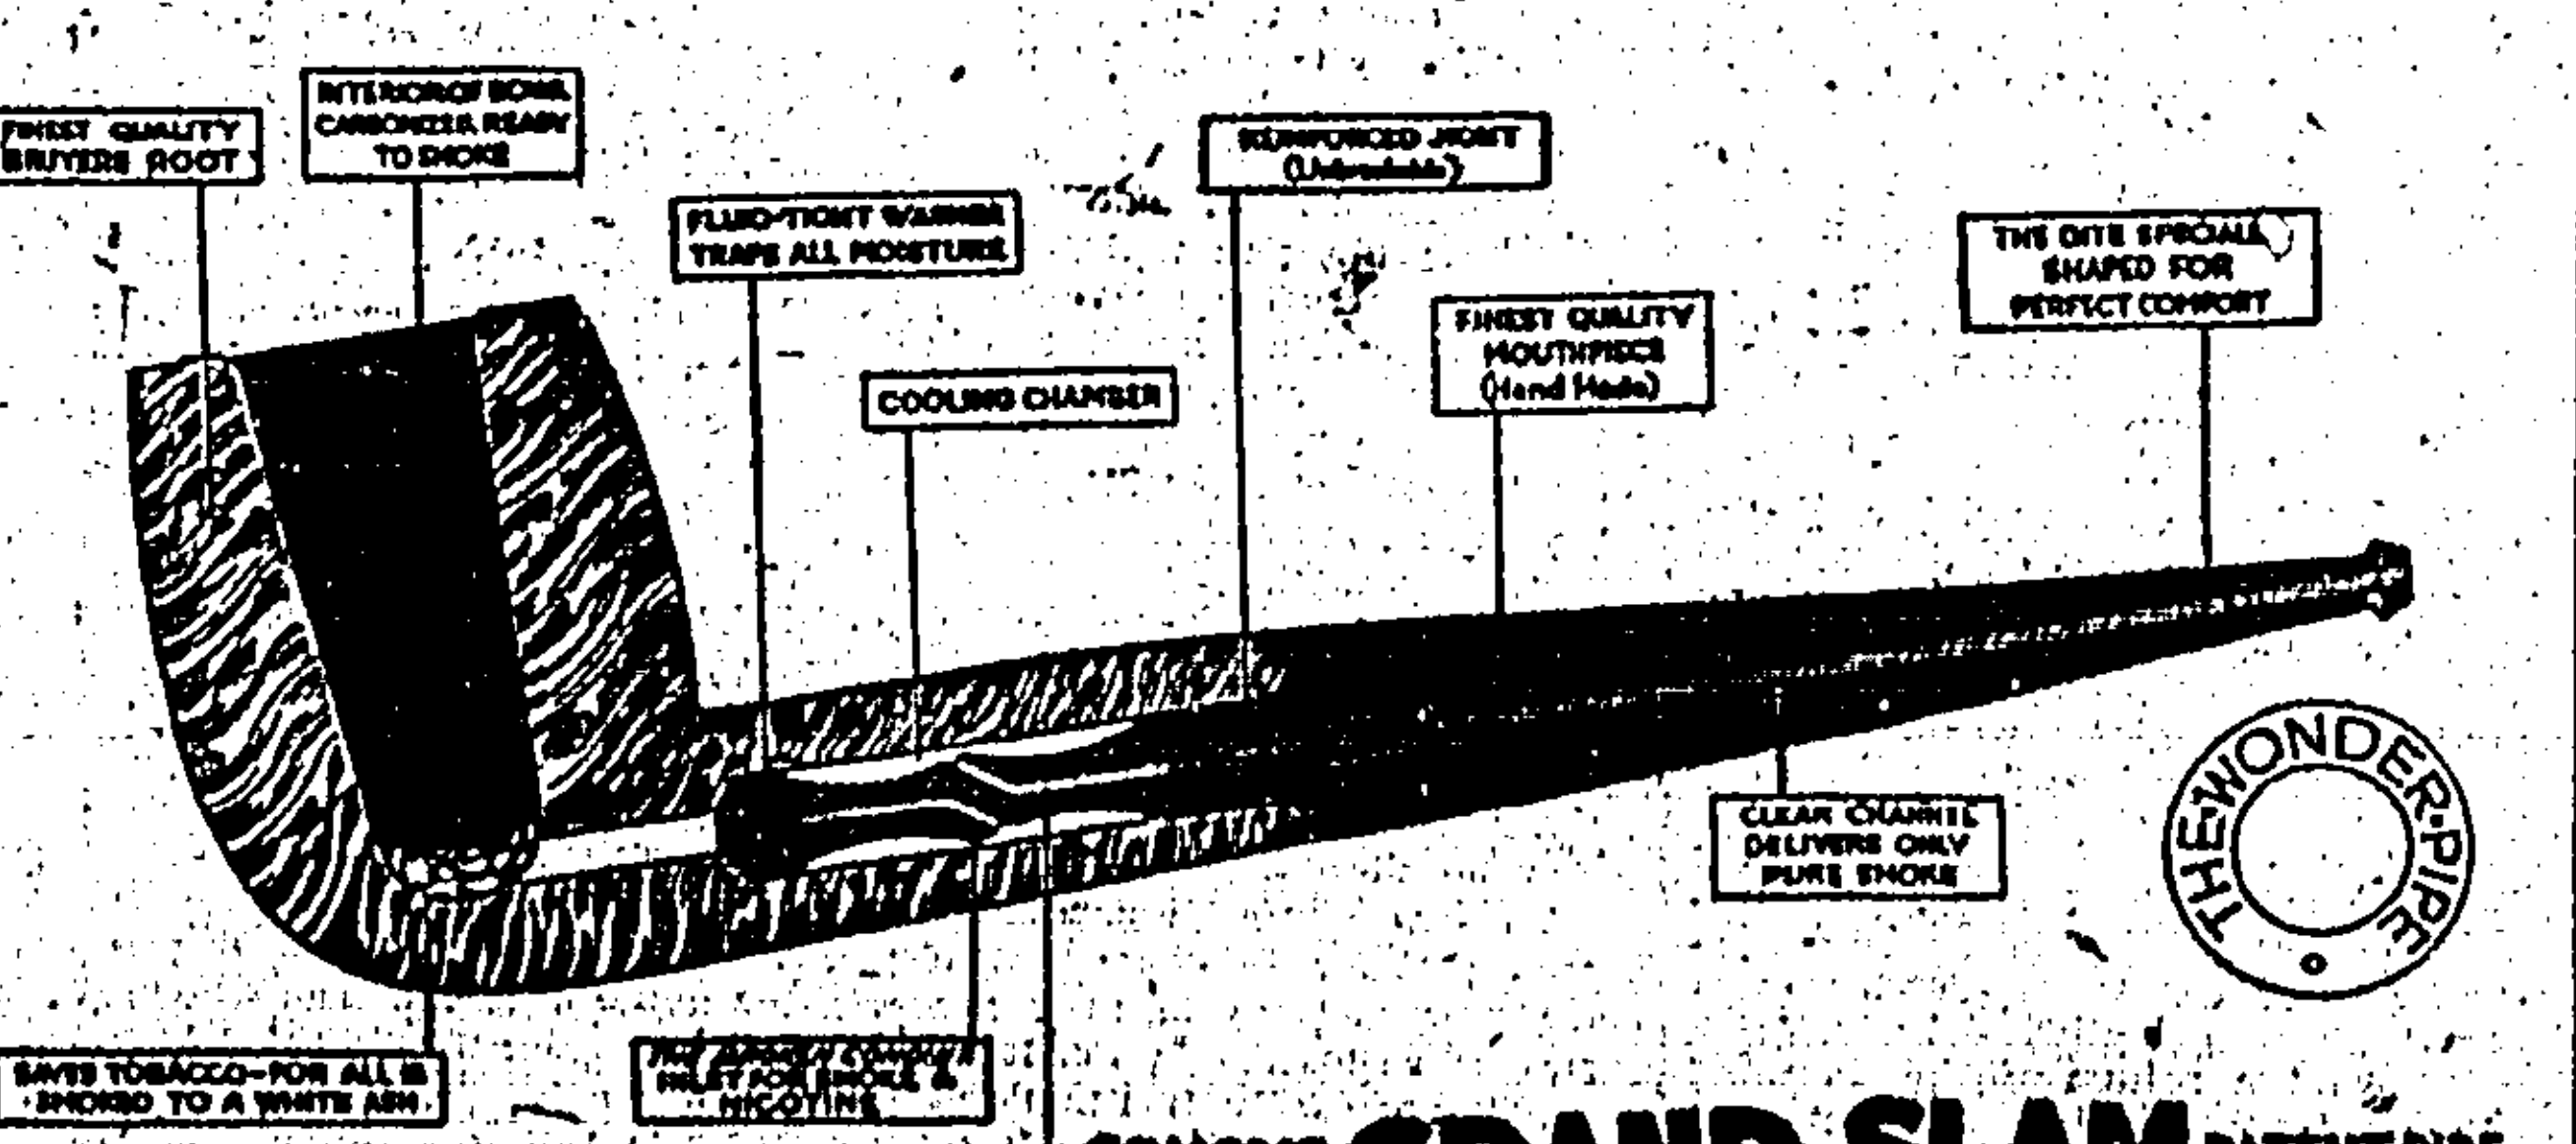 FINEST QUALITY
BRUYERE ROOT
INTERIOR OF BOWL
CARBONIZED READY
TO SMOKE
FLUID-TIGHT WASHER
TRAPS ALL MOISTURE
COOLING CHAMBER
REINFORCED JOINT
(Unbreakable)
FINEST QUALITY
MOUTHPIECE
(Hand Made)
THE BITE SPECIALLY
SHAPED FOR
PERFECT COMFORT
CLEAR CHANNEL
DELIVERS ONLY
PURE SMOKE
THE WONDER-PIPE
SAVES TOBACCO-FOR ALL IS
SMOKED TO A WHITE ASH
INLET FOR SMOKE &
NICOTINE
GRAND SLAM